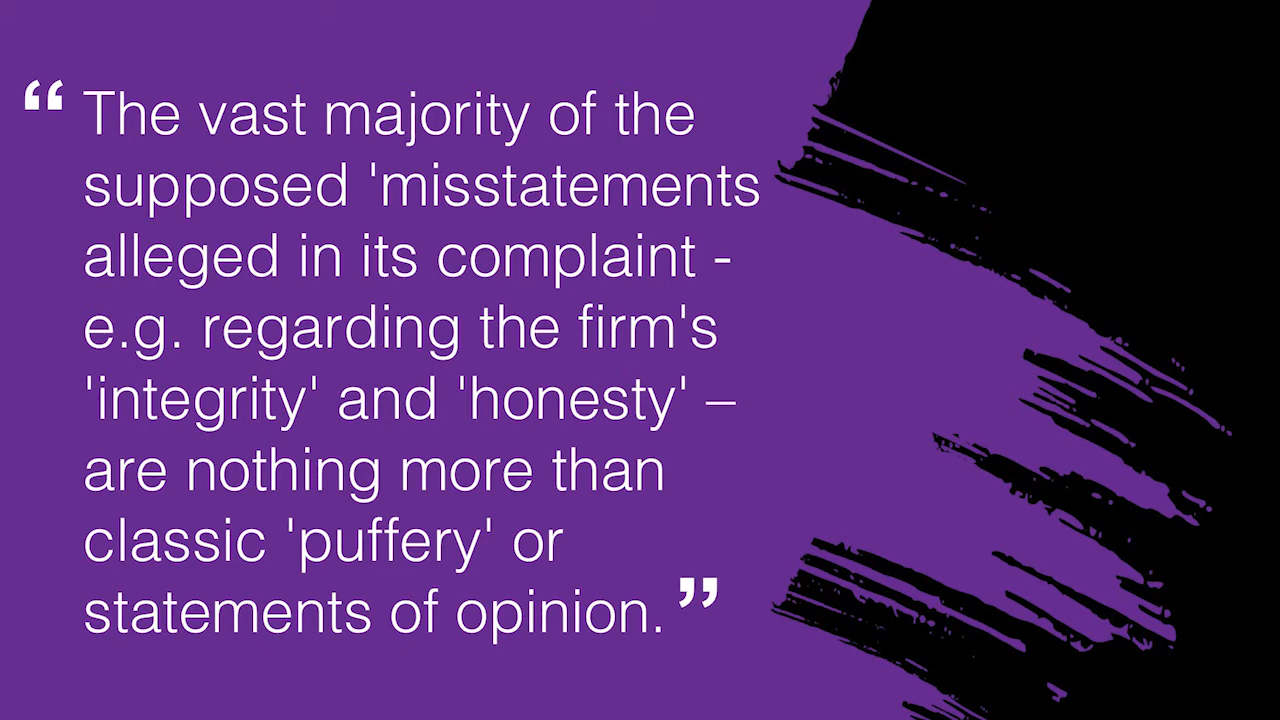 “ The vast majority of the
supposed 'misstatements
alleged in its complaint -
e.g. regarding the firm's
'integrity' and 'honesty' –
are nothing more than
classic 'puffery' or
statements of opinion. ”